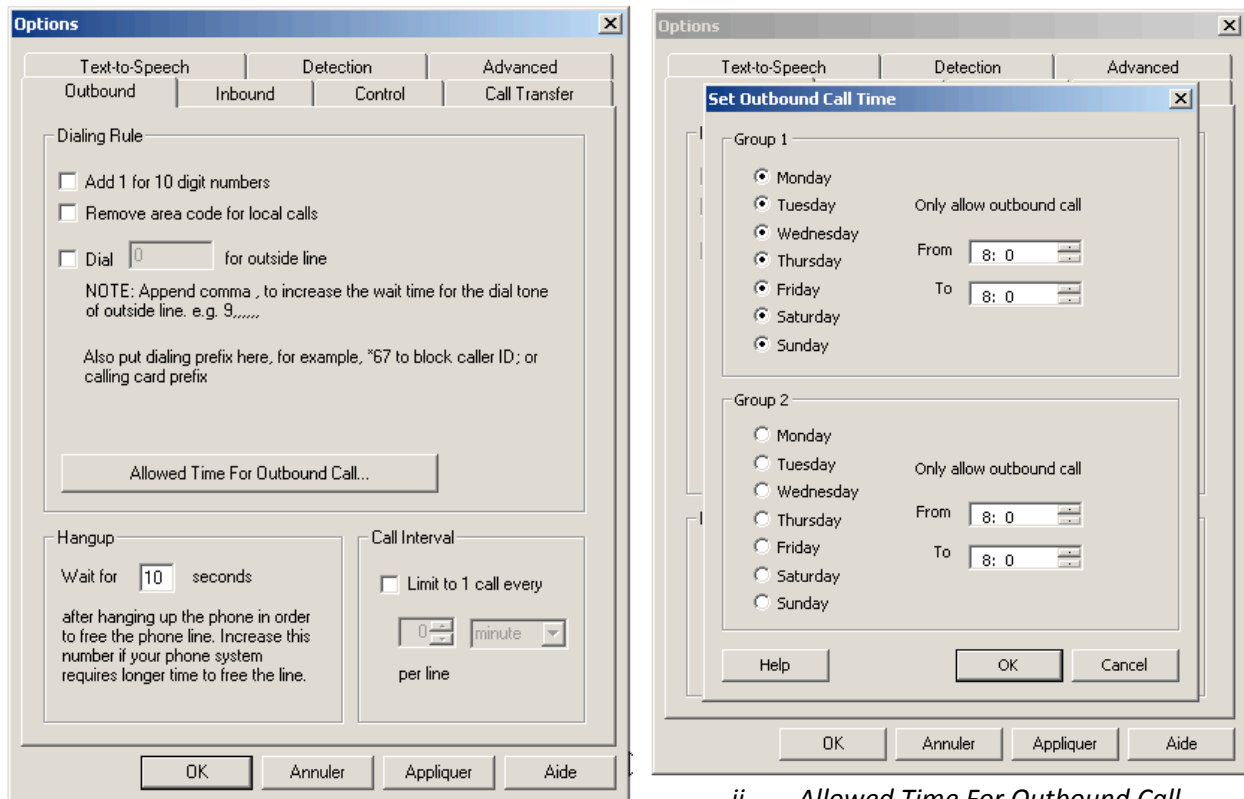 Options
Text-to-Speech Detection Advanced
Outbound Inbound Control Call Transfer
Dialing Rule
Add 1 for 10 digit numbers
Remove area code for local calls
Dial 0 for outside line
NOTE: Append comma , to increase the wait time for the dial tone
of outside line. e.g. 9,,,,,,
Also put dialing prefix here, for example, *67 to block caller ID; or
calling card prefix
Allowed Time For Outbound Call...
Hangup
Wait for 10 seconds
after hanging up the phone in order
to free the phone line. Increase this
number if your phone system
requires longer time to free the line.
Call Interval
Limit to 1 call every
0 minute
per line
OK Annuler Appliquer Aide
Options
Text-to-Speech Detection Advanced
Set Outbound Call Time
Group 1
Monday
Tuesday
Wednesday
Thursday
Friday
Saturday
Sunday
Only allow outbound call
From 8: 0
To 8: 0
Group 2
Monday
Tuesday
Wednesday
Thursday
Friday
Saturday
Sunday
Only allow outbound call
From 8: 0
To 8: 0
Help OK Cancel
OK Annuler Appliquer Aide
ii. Allowed Time For Outbound Call